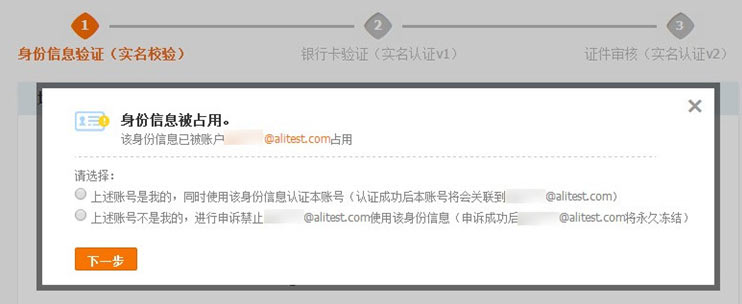 1
2
3
身份信息验证（实名校验）
银行卡验证（实名认证v1）
证件审核（实名认证v2）
身份信息被占用。
该身份信息已被账户 @alitest.com占用
请选择：
上述账号是我的，同时使用该身份信息认证本账号（认证成功后本账号将会关联到 @alitest.com）
上述账号不是我的，进行申诉禁止 @alitest.com使用该身份信息（申诉成功后 @alitest.com将永久冻结）
下一步